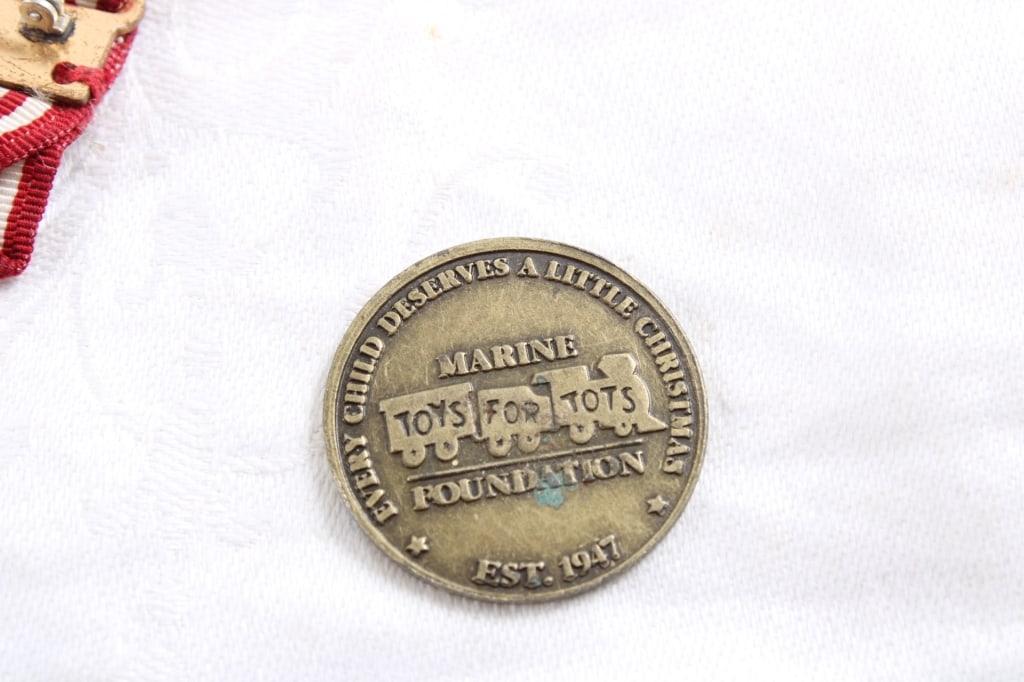 EVERY CHILD DESERVES A LITTLE CHRISTMAS
MARINE
TOYS FOR TOTS
FOUNDATION
EST. 1947